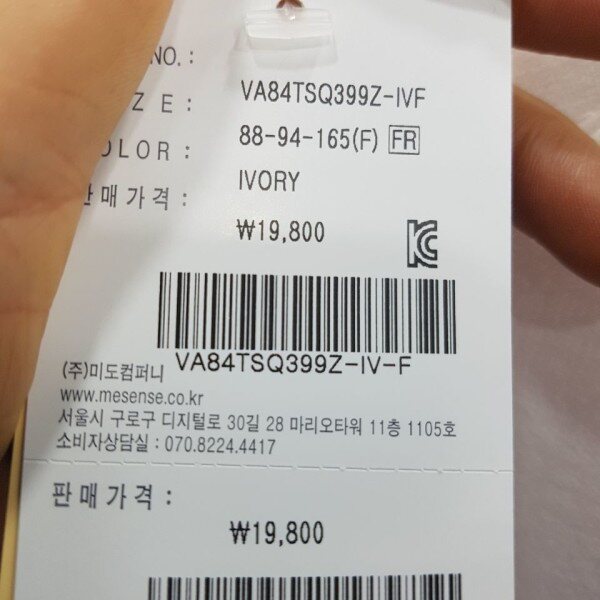 NO. :
VA84TSQ399Z-IVF
ZE :
88-94-165(F) FR
OLOR :
IVORY
판매가격 :
₩19,800
VA84TSQ399Z-IV-F
(주)미도컴퍼니
www.mesense.co.kr
서울시 구로구 디지털로 30길 28 마리오타워 11층 1105호
소비자상담실 : 070.8224.4417
판매가격 :
₩19,800